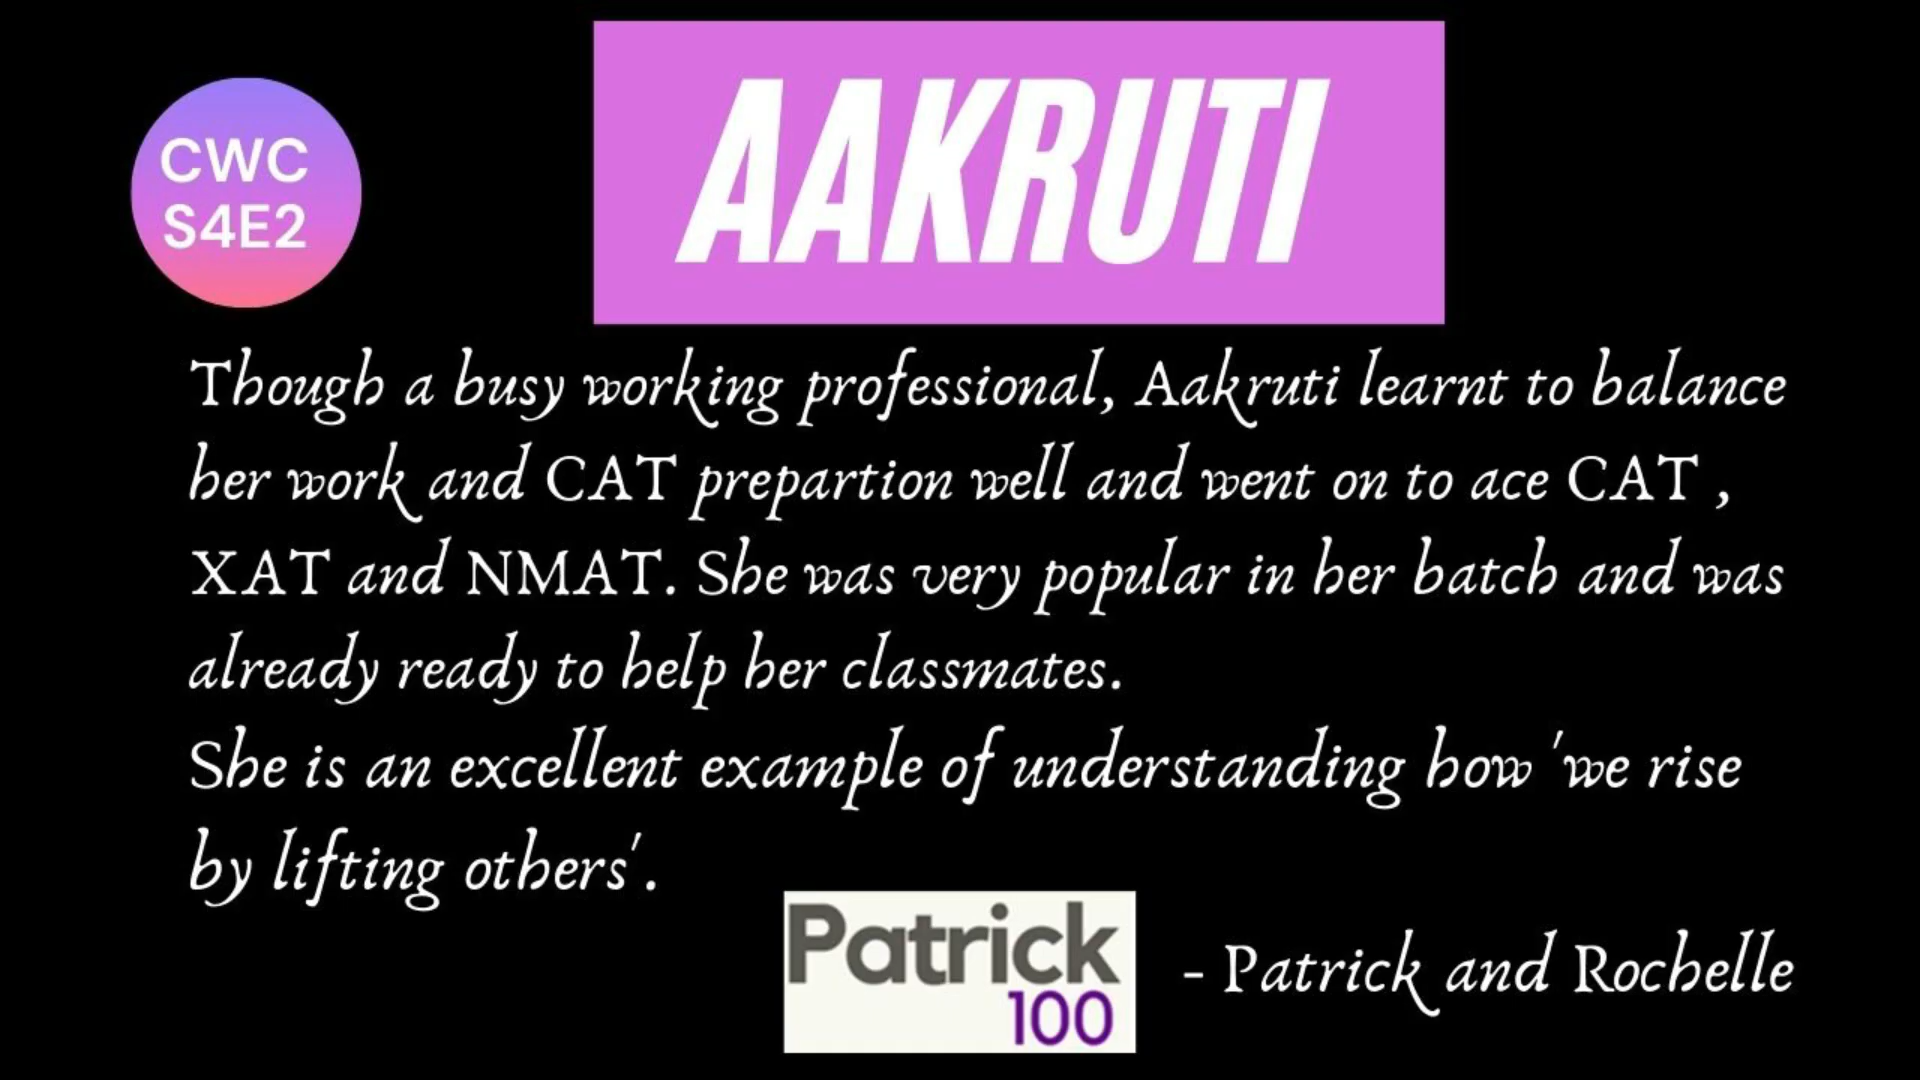 CWC
S4E2
AAKRUTI
Though a busy working professional, Aakruti learnt to balance
her work and CAT prepartion well and went on to ace CAT ,
XAT and NMAT. She was very popular in her batch and was
already ready to help her classmates.
She is an excellent example of understanding how 'we rise
by lifting others'.
Patrick
100
- Patrick and Rochelle